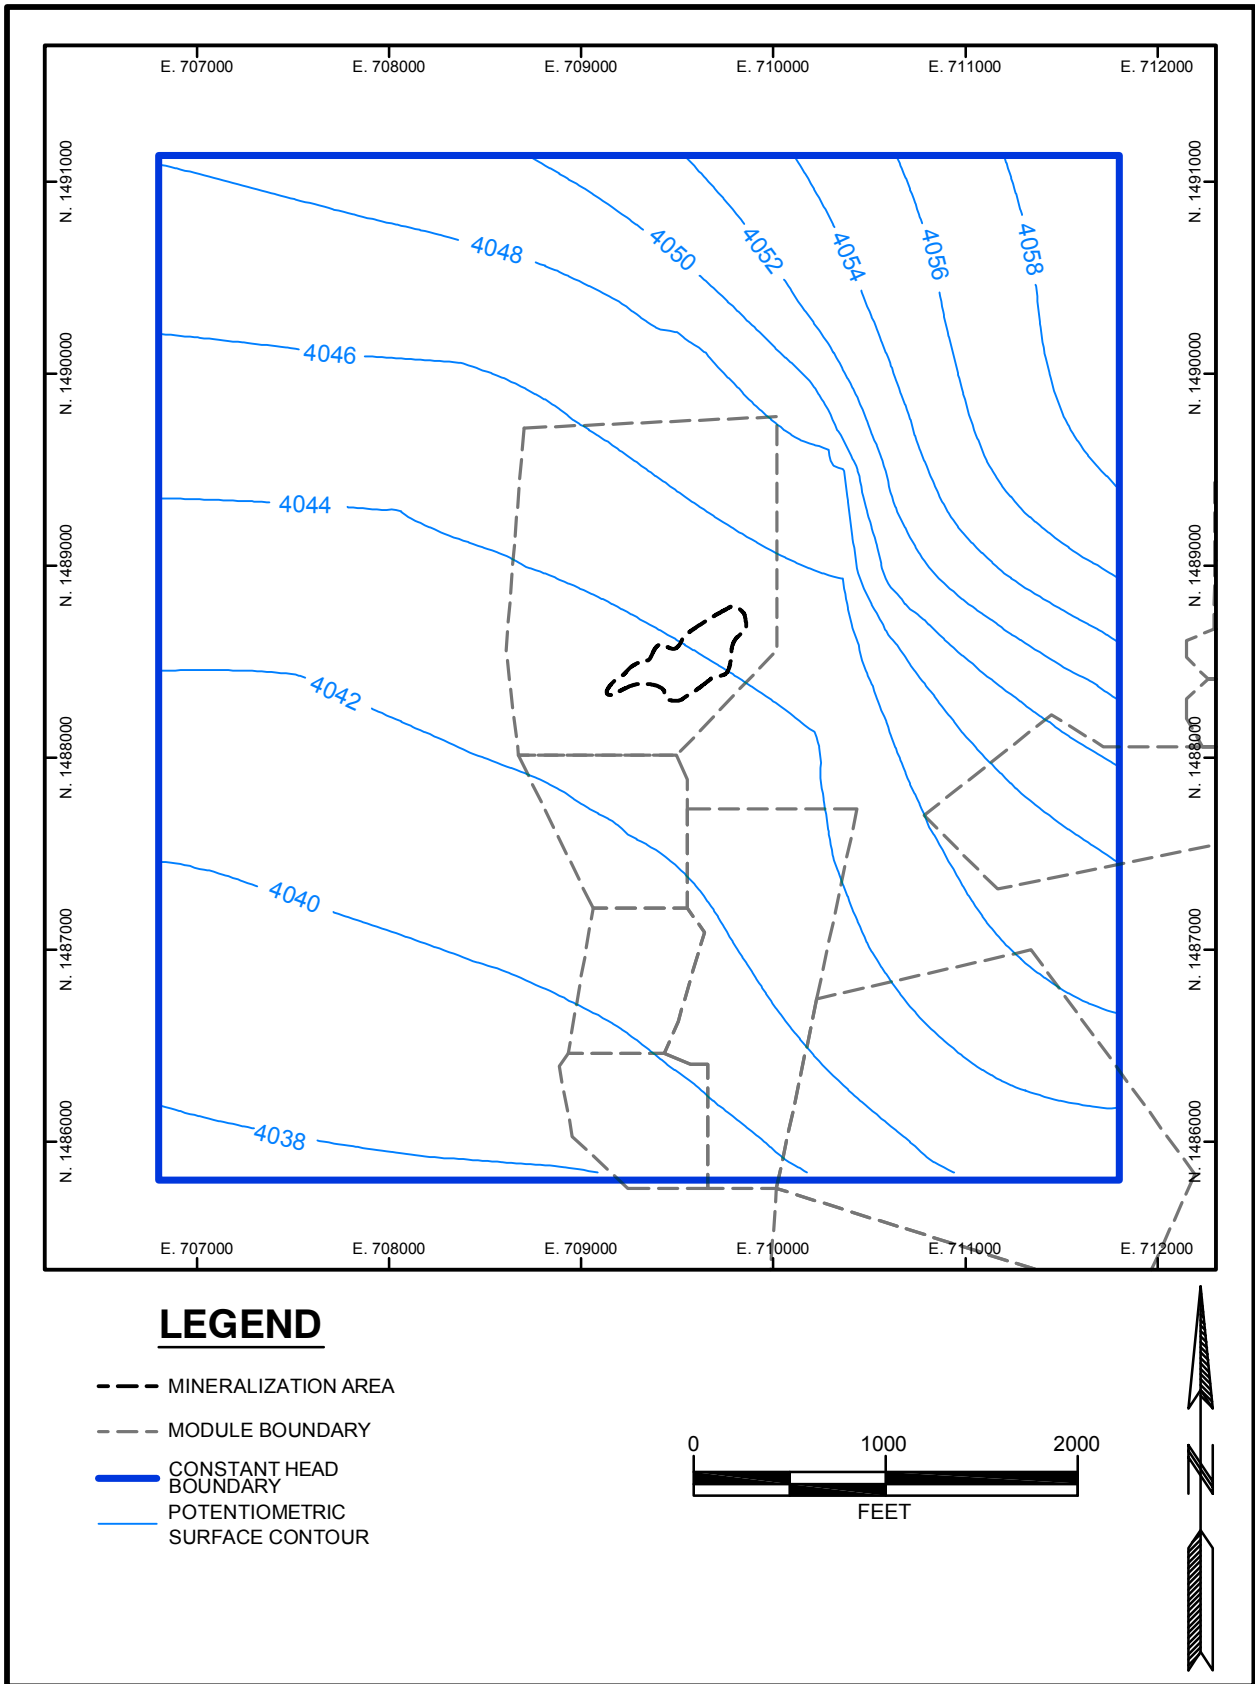 E. 707000 E. 708000 E. 709000 E. 710000 E. 711000 E. 712000
N. 1491000 N. 1491000
4048 4050 4052 4054 4056 4058
N. 1490000 N. 1490000
4046
4044
N. 1489000 N. 1489000
4042
N. 1488000 N. 1488000
4040
N. 1487000 N. 1487000
4038
N. 1486000 N. 1486000
E. 707000 E. 708000 E. 709000 E. 710000 E. 711000 E. 712000
LEGEND
MINERALIZATION AREA
MODULE BOUNDARY
CONSTANT HEAD
BOUNDARY
POTENTIOMETRIC
SURFACE CONTOUR
0 1000 2000
FEET
N